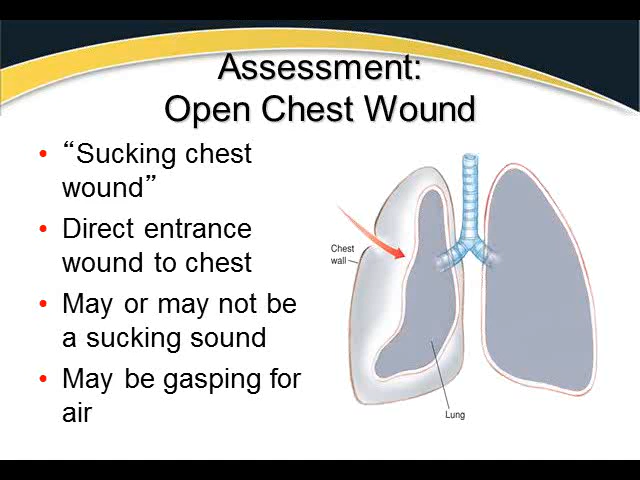 Assessment:
Open Chest Wound
• “Sucking chest
wound”
• Direct entrance
wound to chest
• May or may not be
a sucking sound
• May be gasping for
air
Chest
wall
Lung